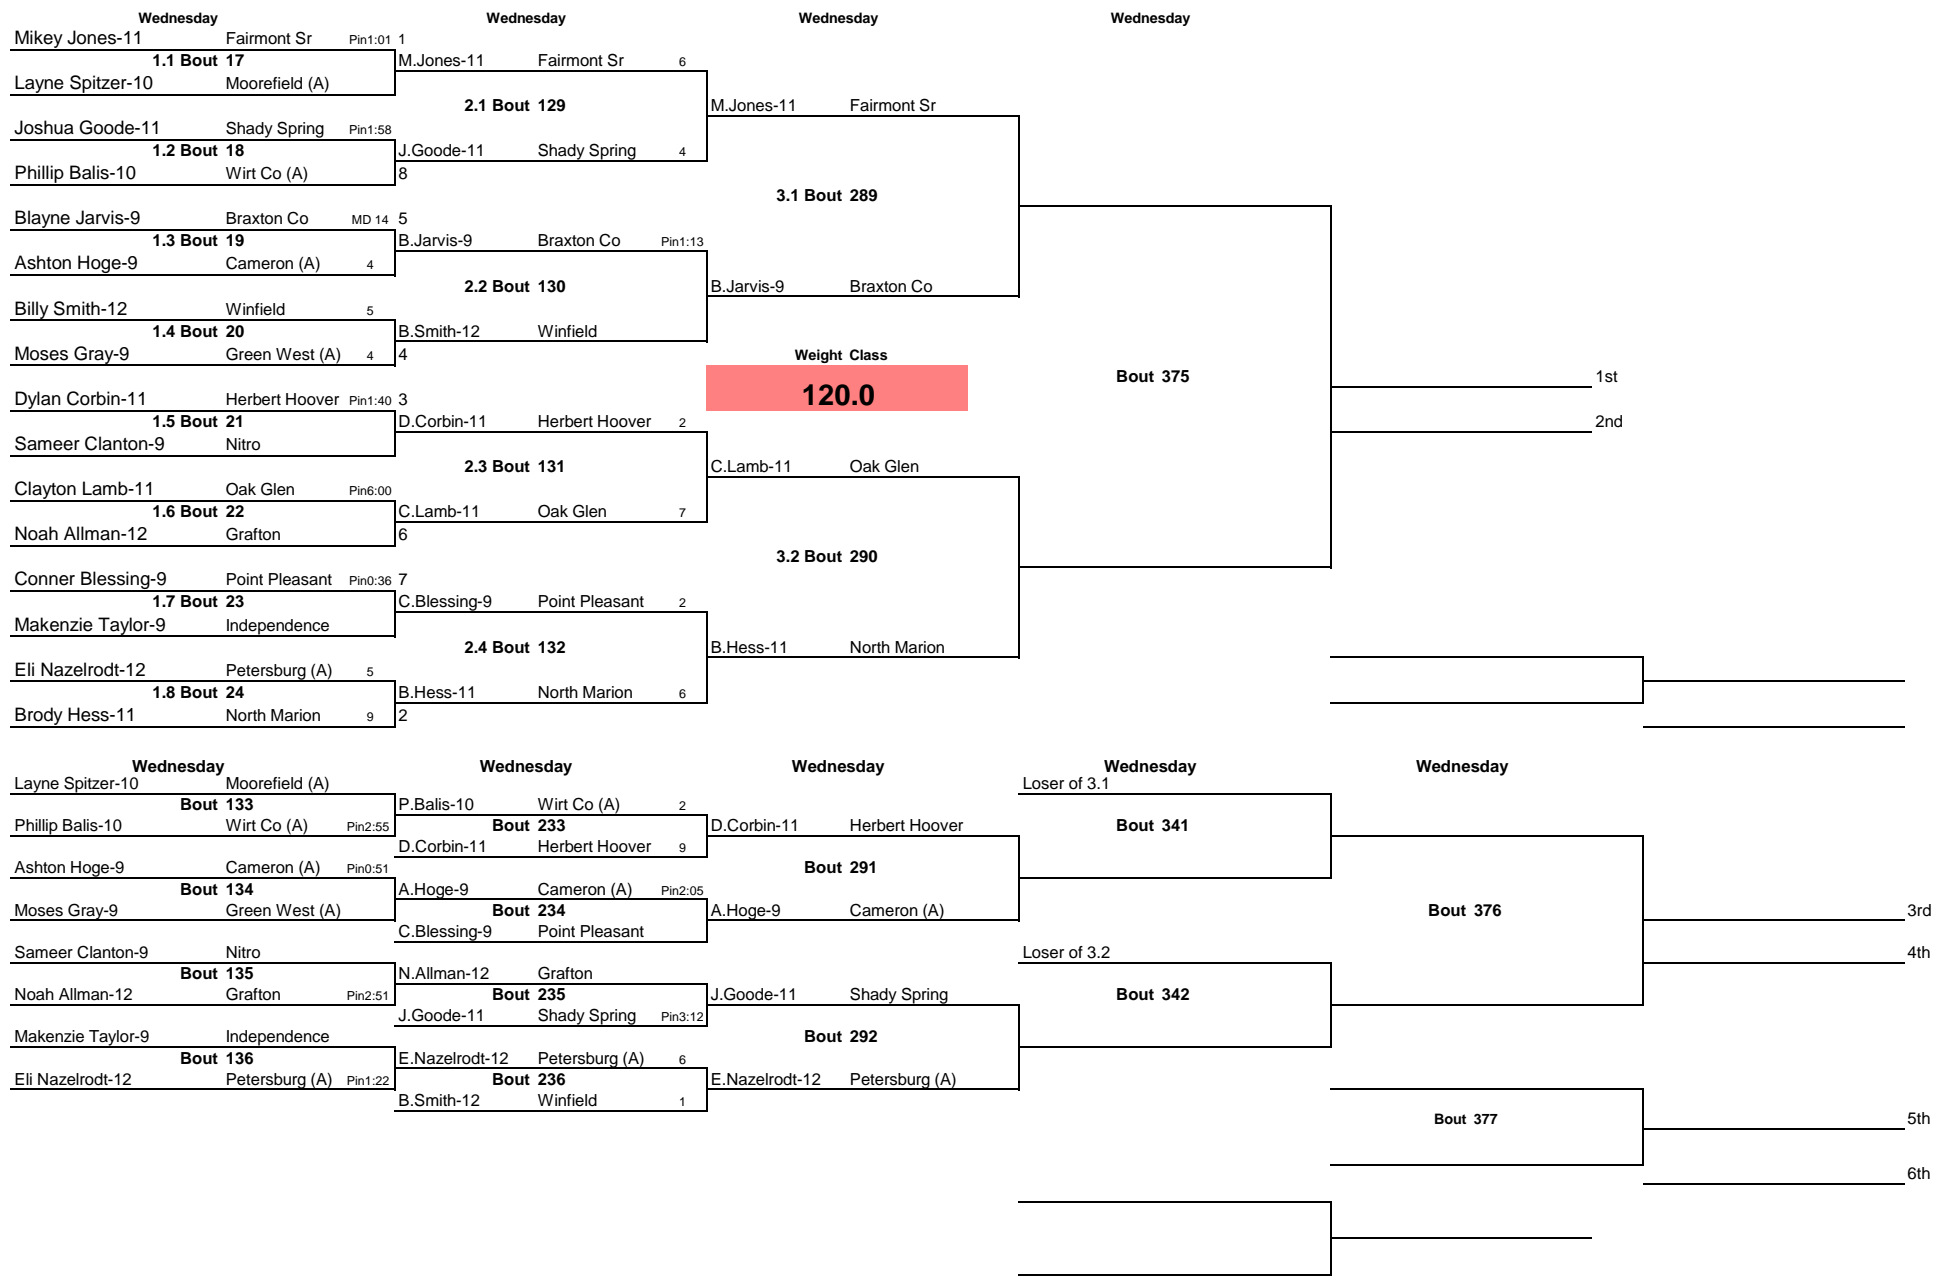 Wednesday Wednesday Wednesday Wednesday
Mikey Jones-11 Fairmont Sr Pin1:01 1
1.1 Bout 17 M.Jones-11 Fairmont Sr 6
Layne Spitzer-10 Moorefield (A)
2.1 Bout 129 M.Jones-11 Fairmont Sr
Joshua Goode-11 Shady Spring Pin1:58
1.2 Bout 18 J.Goode-11 Shady Spring 4
Phillip Balis-10 Wirt Co (A) 8
3.1 Bout 289
Blayne Jarvis-9 Braxton Co MD 14 5
1.3 Bout 19 B.Jarvis-9 Braxton Co Pin1:13
Ashton Hoge-9 Cameron (A) 4
2.2 Bout 130 B.Jarvis-9 Braxton Co
Billy Smith-12 Winfield 5
1.4 Bout 20 B.Smith-12 Winfield
Moses Gray-9 Green West (A) 4 4 Weight Class
Bout 375 1st
120.0
Dylan Corbin-11 Herbert Hoover Pin1:40 3
1.5 Bout 21 D.Corbin-11 Herbert Hoover 2 2nd
Sameer Clanton-9 Nitro
2.3 Bout 131 C.Lamb-11 Oak Glen
Clayton Lamb-11 Oak Glen Pin6:00
1.6 Bout 22 C.Lamb-11 Oak Glen 7
Noah Allman-12 Grafton 6
3.2 Bout 290
Conner Blessing-9 Point Pleasant Pin0:36 7
1.7 Bout 23 C.Blessing-9 Point Pleasant 2
Makenzie Taylor-9 Independence
2.4 Bout 132 B.Hess-11 North Marion
Eli Nazelrodt-12 Petersburg (A) 5
1.8 Bout 24 B.Hess-11 North Marion 6
Brody Hess-11 North Marion 9 2
Wednesday Wednesday Wednesday Wednesday Wednesday
Layne Spitzer-10 Moorefield (A) Loser of 3.1
Bout 133 P.Balis-10 Wirt Co (A) 2
Phillip Balis-10 Wirt Co (A) Pin2:55 Bout 233 D.Corbin-11 Herbert Hoover Bout 341
D.Corbin-11 Herbert Hoover 9
Ashton Hoge-9 Cameron (A) Pin0:51 Bout 291
Bout 134 A.Hoge-9 Cameron (A) Pin2:05
Moses Gray-9 Green West (A) Bout 234 A.Hoge-9 Cameron (A) Bout 376 3rd
C.Blessing-9 Point Pleasant
Sameer Clanton-9 Nitro Loser of 3.2 4th
Bout 135 N.Allman-12 Grafton
Noah Allman-12 Grafton Pin2:51 Bout 235 J.Goode-11 Shady Spring Bout 342
J.Goode-11 Shady Spring Pin3:12
Makenzie Taylor-9 Independence Bout 292
Bout 136 E.Nazelrodt-12 Petersburg (A) 6
Eli Nazelrodt-12 Petersburg (A) Pin1:22 Bout 236 E.Nazelrodt-12 Petersburg (A)
B.Smith-12 Winfield 1
Bout 377 5th
6th